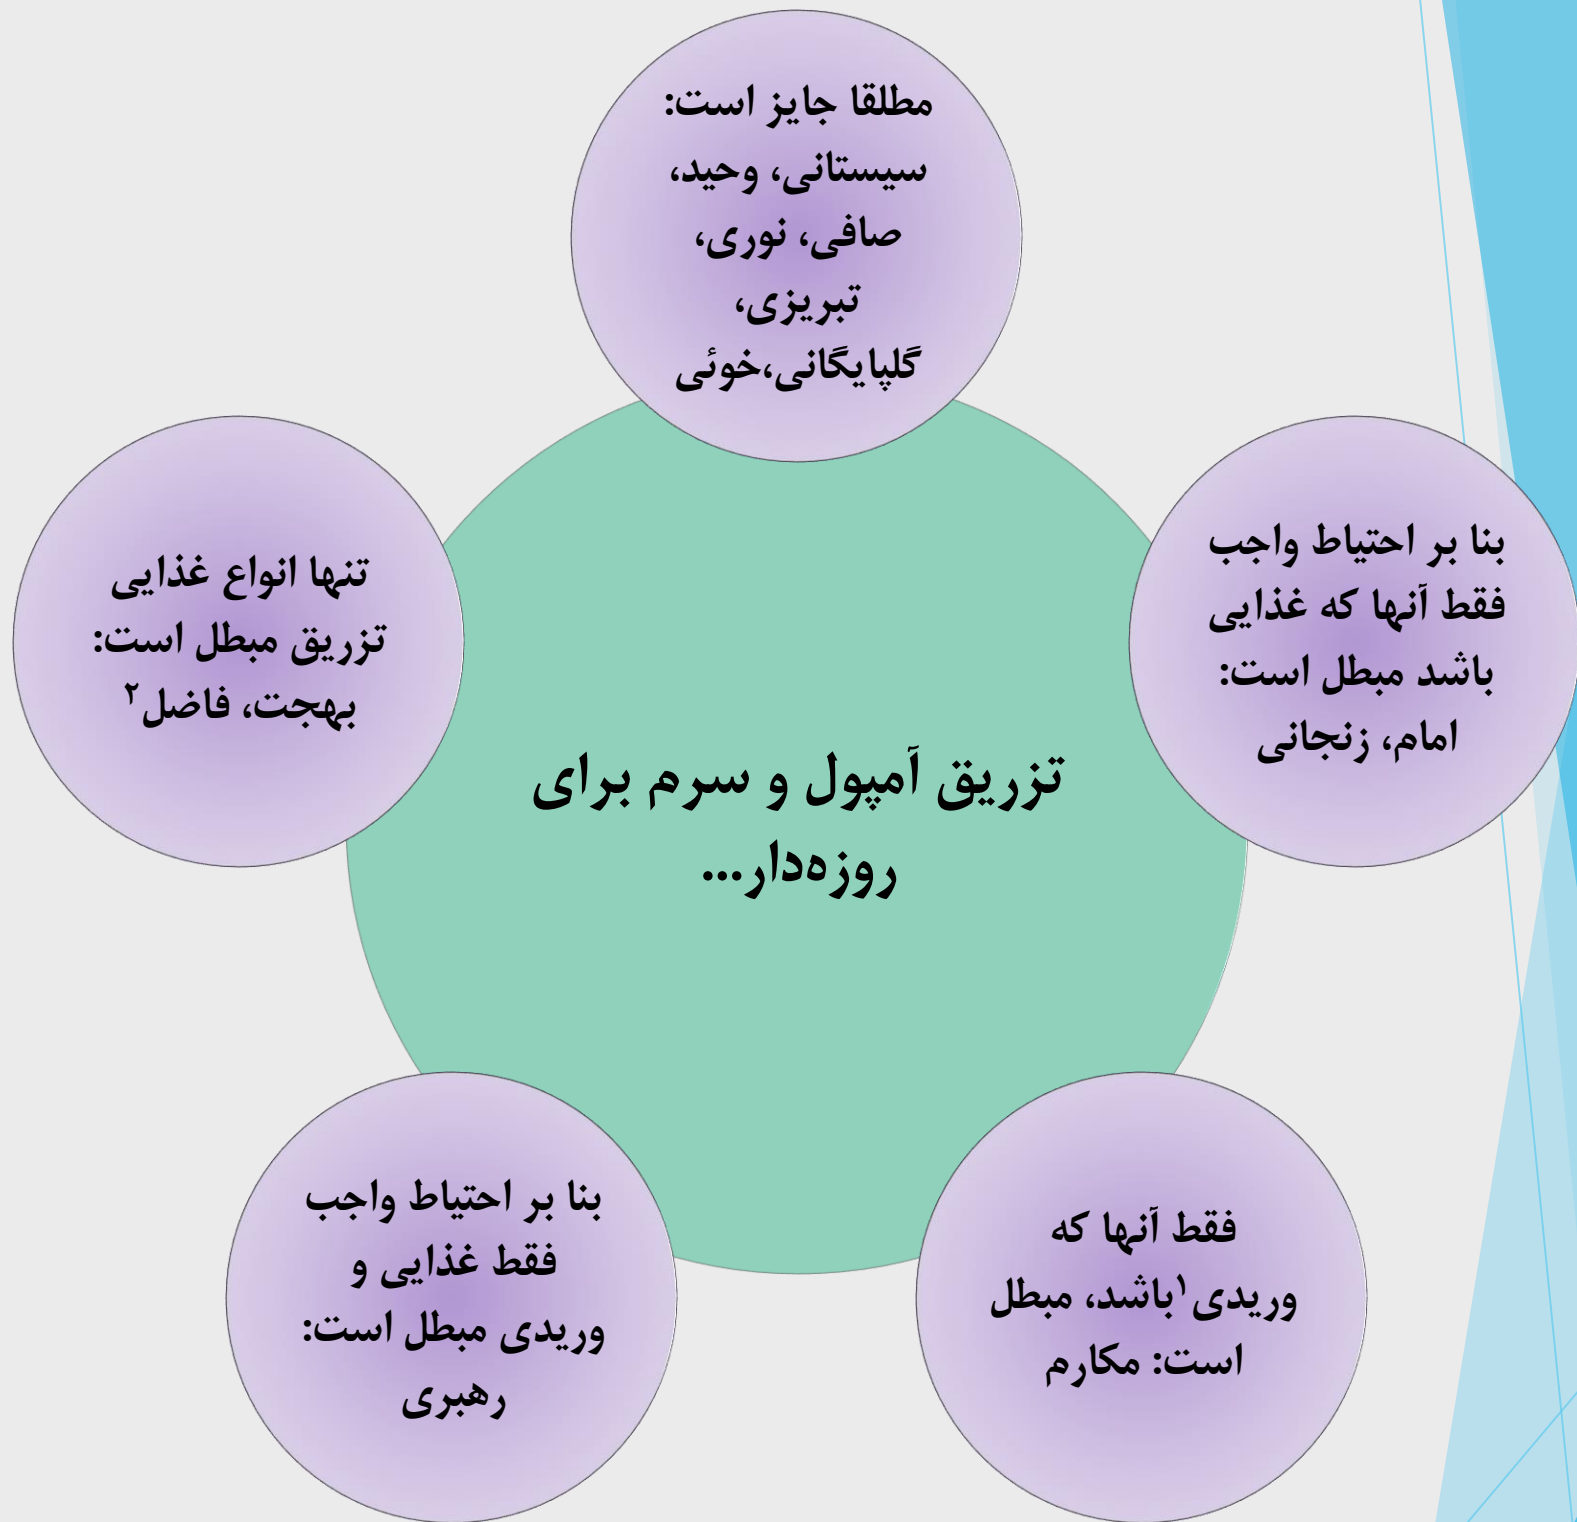 مطلقا جایز است:
سیستانی، وحید،
صافی، نوری،
تبریزی،
گلپایگانی،خوئی
بنا بر احتیاط واجب
فقط آنها که غذایی
باشد مبطل است:
امام، زنجانی
تنها انواع غذایی
تزریق مبطل است:
بهجت، فاضل۲
تزریق آمپول و سرم برای
روزه‌دار...
فقط آنها که
وریدی۱باشد، مبطل
است: مکارم
بنا بر احتیاط واجب
فقط غذایی و
وریدی مبطل است:
رهبری